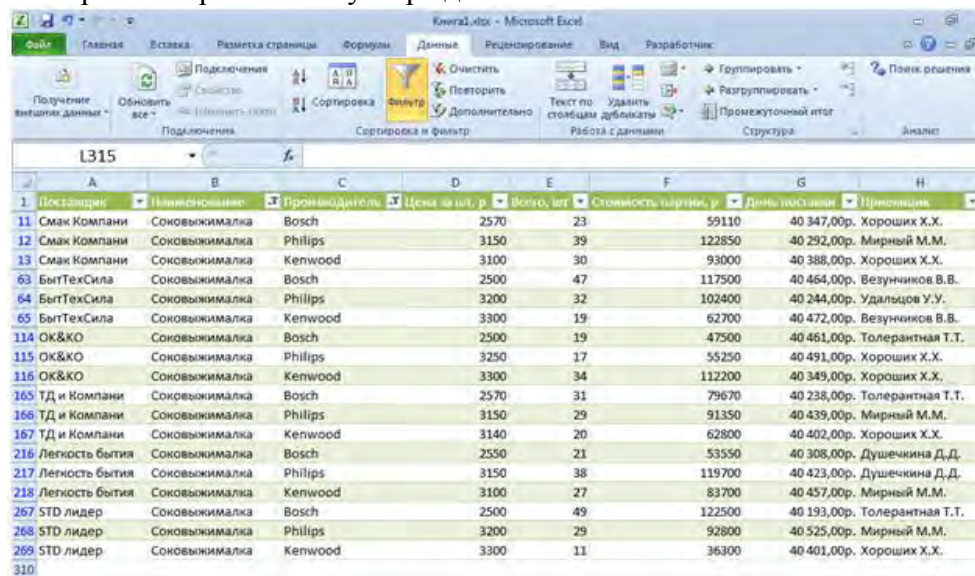 Книга1.xlsx - Microsoft Excel
Файл Главная Вставка Разметка страницы Формулы Данные Рецензирование Вид Разработчик
Подключения Очистить Группировать Поиск решения
Свойства Повторить Разгруппировать
Получение внешних данных Обновить все Изменить связи Сортировка Фильтр Дополнительно Текст по столбцам Удалить дубликаты Промежуточный итог
Подключения Сортировка и фильтр Работа с данными Структура Анализ
L315 fx
A B C D E F G H
1 Поставщик Наименование Производитель Цена за шт, р Всего, шт Стоимость партии, р День поставки Приемщик
11 Смак Компани Соковыжималка Bosch 2570 23 59110 40 347,00р. Хороших Х.Х.
12 Смак Компани Соковыжималка Philips 3150 39 122850 40 292,00р. Мирный М.М.
13 Смак Компани Соковыжималка Kenwood 3100 30 93000 40 388,00р. Хороших Х.Х.
63 БытТехСила Соковыжималка Bosch 2500 47 117500 40 464,00р. Везунчиков В.В.
64 БытТехСила Соковыжималка Philips 3200 32 102400 40 244,00р. Удальцов У.У.
65 БытТехСила Соковыжималка Kenwood 3300 19 62700 40 472,00р. Везунчиков В.В.
114 OK&KO Соковыжималка Bosch 2500 19 47500 40 461,00р. Толерантная Т.Т.
115 OK&KO Соковыжималка Philips 3250 17 55250 40 491,00р. Хороших Х.Х.
116 OK&KO Соковыжималка Kenwood 3300 34 112200 40 349,00р. Хороших Х.Х.
165 ТД и Компани Соковыжималка Bosch 2570 31 79670 40 238,00р. Толерантная Т.Т.
166 ТД и Компани Соковыжималка Philips 3150 29 91350 40 439,00р. Мирный М.М.
167 ТД и Компани Соковыжималка Kenwood 3140 20 62800 40 402,00р. Хороших Х.Х.
216 Легкость бытия Соковыжималка Bosch 2550 21 53550 40 308,00р. Душечкина Д.Д.
217 Легкость бытия Соковыжималка Philips 3150 38 119700 40 423,00р. Душечкина Д.Д.
218 Легкость бытия Соковыжималка Kenwood 3100 27 83700 40 457,00р. Мирный М.М.
267 STD лидер Соковыжималка Bosch 2500 49 122500 40 193,00р. Толерантная Т.Т.
268 STD лидер Соковыжималка Philips 3200 29 92800 40 525,00р. Мирный М.М.
269 STD лидер Соковыжималка Kenwood 3300 11 36300 40 401,00р. Хороших Х.Х.
310